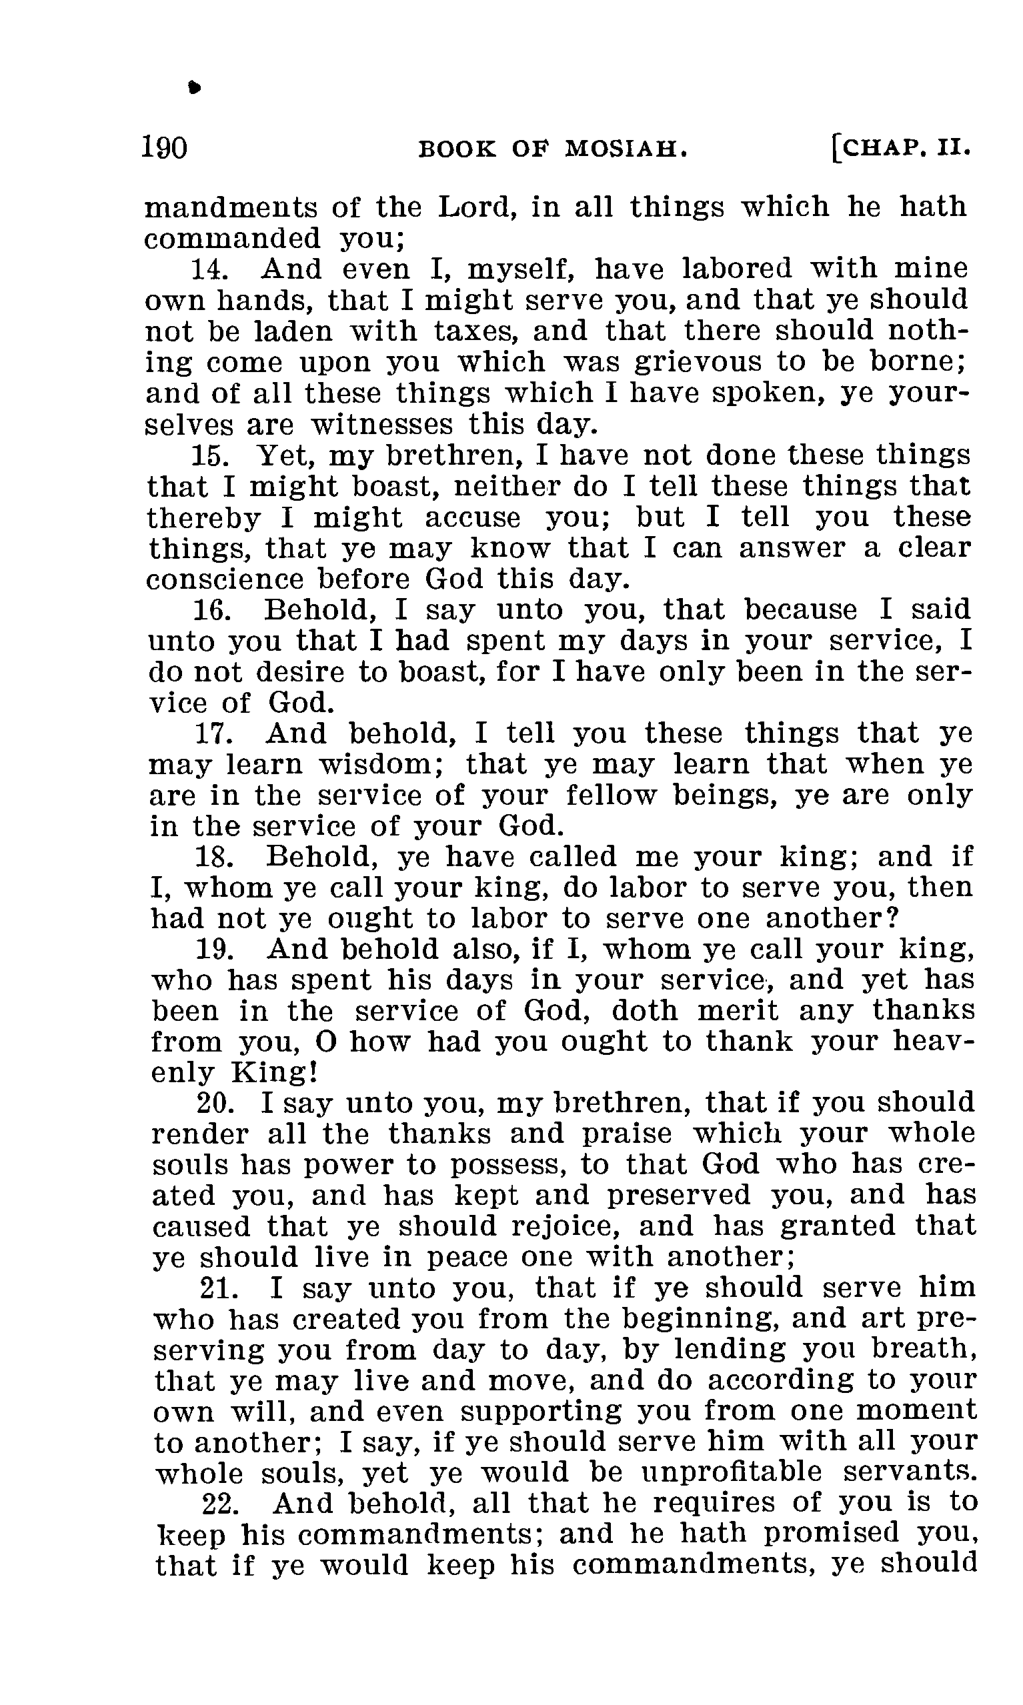 190 BOOK OF MOSIAH. [CHAP. II.
mandments of the Lord, in all things which he hath
commanded you;
14. And even I, myself, have labored with mine
own hands, that I might serve you, and that ye should
not be laden with taxes, and that there should noth-
ing come upon you which was grievous to be borne;
and of all these things which I have spoken, ye your-
selves are witnesses this day.
15. Yet, my brethren, I have not done these things
that I might boast, neither do I tell these things that
thereby I might accuse you; but I tell you these
things, that ye may know that I can answer a clear
conscience before God this day.
16. Behold, I say unto you, that because I said
unto you that I had spent my days in your service, I
do not desire to boast, for I have only been in the ser-
vice of God.
17. And behold, I tell you these things that ye
may learn wisdom; that ye may learn that when ye
are in the service of your fellow beings, ye are only
in the service of your God.
18. Behold, ye have called me your king; and if
I, whom ye call your king, do labor to serve you, then
had not ye ought to labor to serve one another?
19. And behold also, if I, whom ye call your king,
who has spent his days in your service, and yet has
been in the service of God, doth merit any thanks
from you, O how had you ought to thank your heav-
enly King!
20. I say unto you, my brethren, that if you should
render all the thanks and praise which your whole
souls has power to possess, to that God who has cre-
ated you, and has kept and preserved you, and has
caused that ye should rejoice, and has granted that
ye should live in peace one with another;
21. I say unto you, that if ye should serve him
who has created you from the beginning, and art pre-
serving you from day to day, by lending you breath,
that ye may live and move, and do according to your
own will, and even supporting you from one moment
to another; I say, if ye should serve him with all your
whole souls, yet ye would be unprofitable servants.
22. And behold, all that he requires of you is to
keep his commandments; and he hath promised you,
that if ye would keep his commandments, ye should